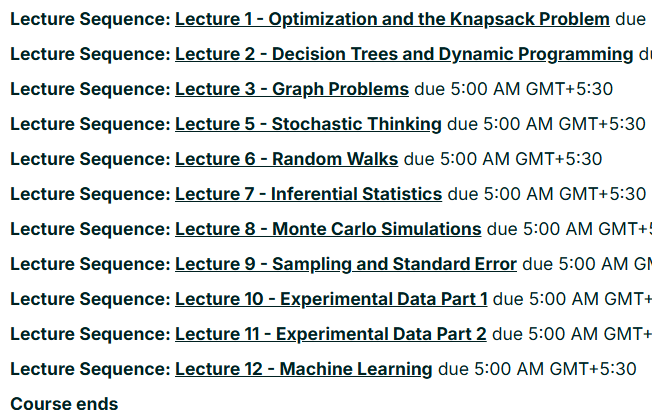 Lecture Sequence: Lecture 1 - Optimization and the Knapsack Problem due
Lecture Sequence: Lecture 2 - Decision Trees and Dynamic Programming
Lecture Sequence: Lecture 3 - Graph Problems due 5:00 AM GMT+5:30
Lecture Sequence: Lecture 5 - Stochastic Thinking due 5:00 AM GMT+5:30
Lecture Sequence: Lecture 6 - Random Walks due 5:00 AM GMT+5:30
Lecture Sequence: Lecture 7 - Inferential Statistics due 5:00 AM GMT+5:30
Lecture Sequence: Lecture 8 - Monte Carlo Simulations due 5:00 AM GMT+
Lecture Sequence: Lecture 9 - Sampling and Standard Error due 5:00 AM
Lecture Sequence: Lecture 10 - Experimental Data Part 1 due 5:00 AM GMT+
Lecture Sequence: Lecture 11 - Experimental Data Part 2 due 5:00 AM GMT+
Lecture Sequence: Lecture 12 - Machine Learning due 5:00 AM GMT+5:30
Course ends